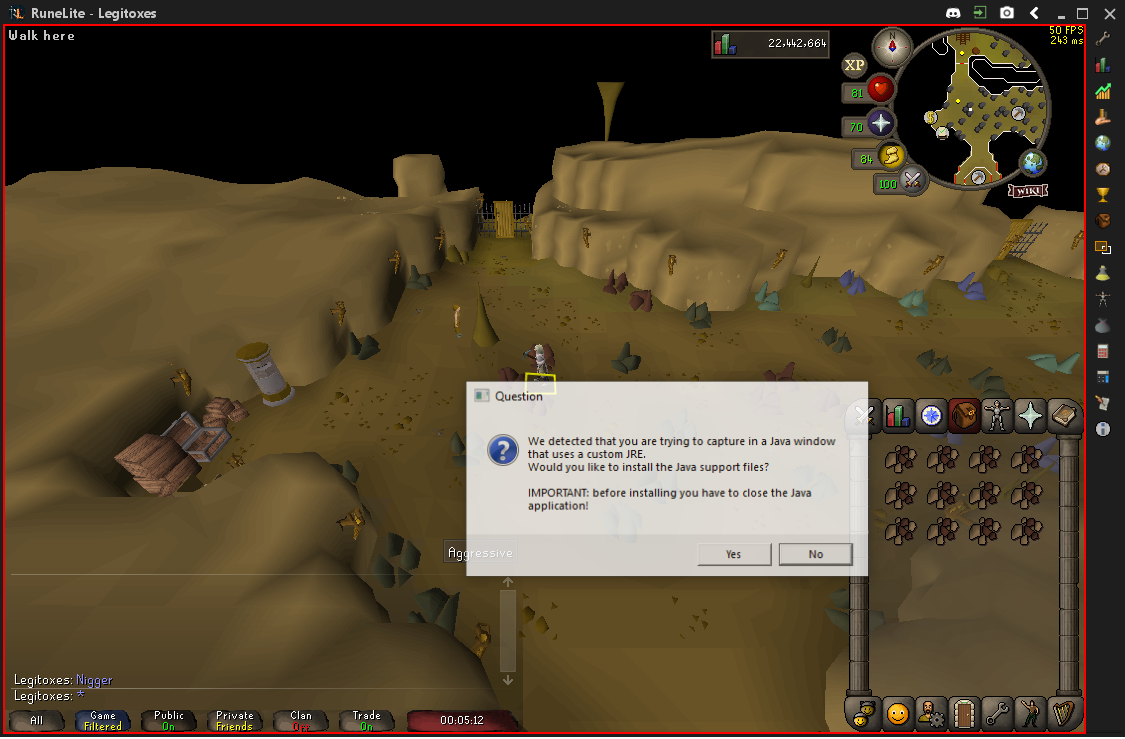 RuneLite - Legitoxes
Walk here
22,442,664
50 FPS
243 ms
N
XP
81
70
84
100
WIKI
Question
We detected that you are trying to capture in a Java window
that uses a custom JRE.
Would you like to install the Java support files?
IMPORTANT: before installing you have to close the Java
application!
Yes
No
Aggressive
Legitoxes: Nigger
Legitoxes: *
All
Game
Filtered
Public
On
Private
Friends
Clan
Off
Trade
On
00:05:12